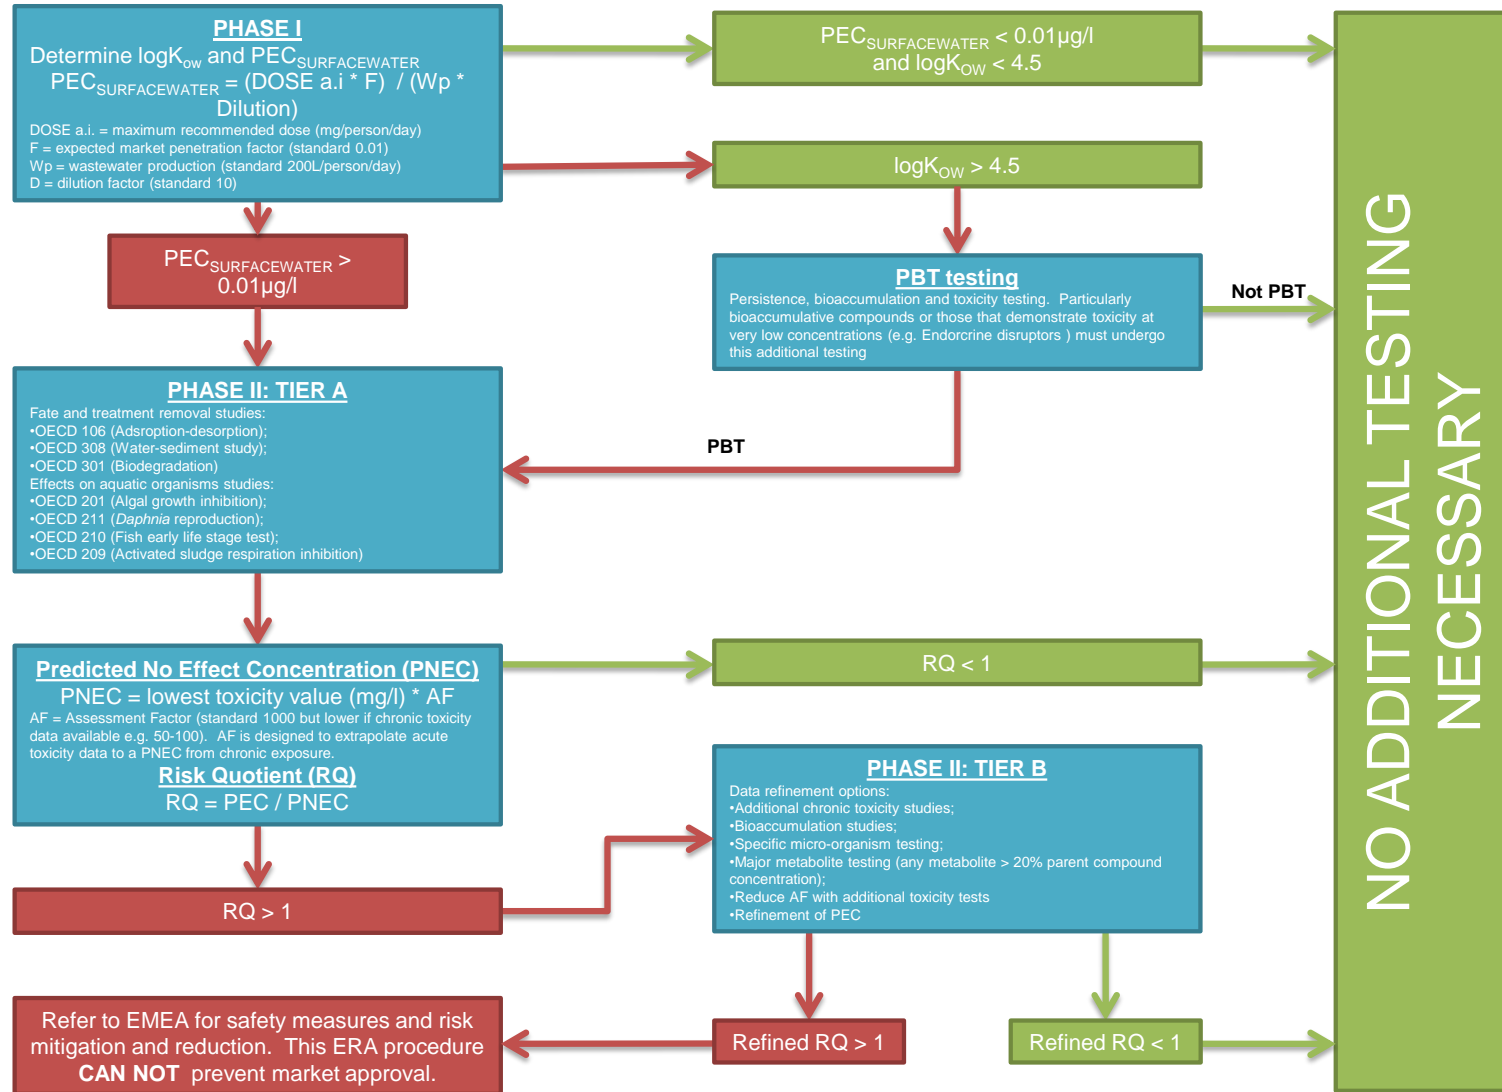 PHASE I
Determine logKow and PECSURFACEWATER
PECSURFACEWATER = (DOSE a.i * F) / (Wp *
Dilution)
DOSE a.i. = maximum recommended dose (mg/person/day)
F = expected market penetration factor (standard 0.01)
Wp = wastewater production (standard 200L/person/day)
D = dilution factor (standard 10)
PECSURFACEWATER < 0.01µg/l
and logKOW < 4.5
logKOW > 4.5
PECSURFACEWATER >
0.01µg/l
PBT testing
Persistence, bioaccumulation and toxicity testing. Particularly
bioaccumulative compounds or those that demonstrate toxicity at
very low concentrations (e.g. Endorcrine disruptors ) must undergo
this additional testing
Not PBT
PBT
PHASE II: TIER A
Fate and treatment removal studies:
•OECD 106 (Adsroption-desorption);
•OECD 308 (Water-sediment study);
•OECD 301 (Biodegradation)
Effects on aquatic organisms studies:
•OECD 201 (Algal growth inhibition);
•OECD 211 (Daphnia reproduction);
•OECD 210 (Fish early life stage test);
•OECD 209 (Activated sludge respiration inhibition)
Predicted No Effect Concentration (PNEC)
PNEC = lowest toxicity value (mg/l) * AF
AF = Assessment Factor (standard 1000 but lower if chronic toxicity
data available e.g. 50-100). AF is designed to extrapolate acute
toxicity data to a PNEC from chronic exposure.
Risk Quotient (RQ)
RQ = PEC / PNEC
RQ < 1
RQ > 1
PHASE II: TIER B
Data refinement options:
•Additional chronic toxicity studies;
•Bioaccumulation studies;
•Specific micro-organism testing;
•Major metabolite testing (any metabolite > 20% parent compound
concentration);
•Reduce AF with additional toxicity tests
•Refinement of PEC
Refined RQ > 1
Refined RQ < 1
Refer to EMEA for safety measures and risk
mitigation and reduction. This ERA procedure
CAN NOT prevent market approval.
NO ADDITIONAL TESTING
NECESSARY